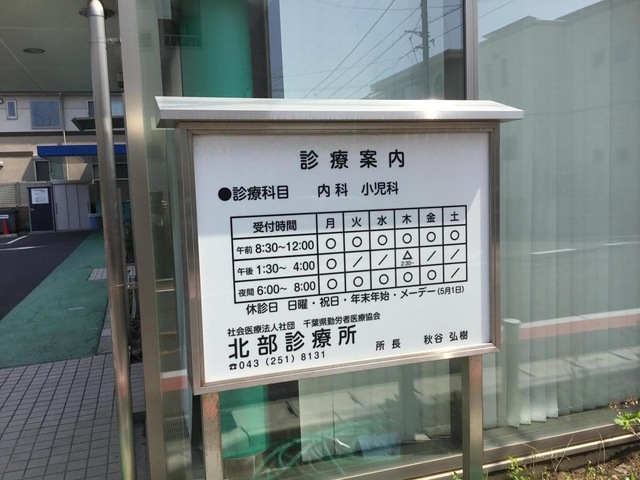 診療案内
●診療科目 内科 小児科
受付時間 月 火 水 木 金 土
午前 8:30~12:00 ○ ○ ○ ○ ○ ○
午後 1:30~ 4:00 ○ / / △ 2:30~ / /
夜間 6:00~ 8:00 ○ ○ ○ ○ ○ /
休診日 日曜・祝日・年末年始・メーデー(5月1日)
社会医療法人社団 千葉県勤労者医療協会
北部診療所 所長 秋谷 弘樹
☎043(251)8131